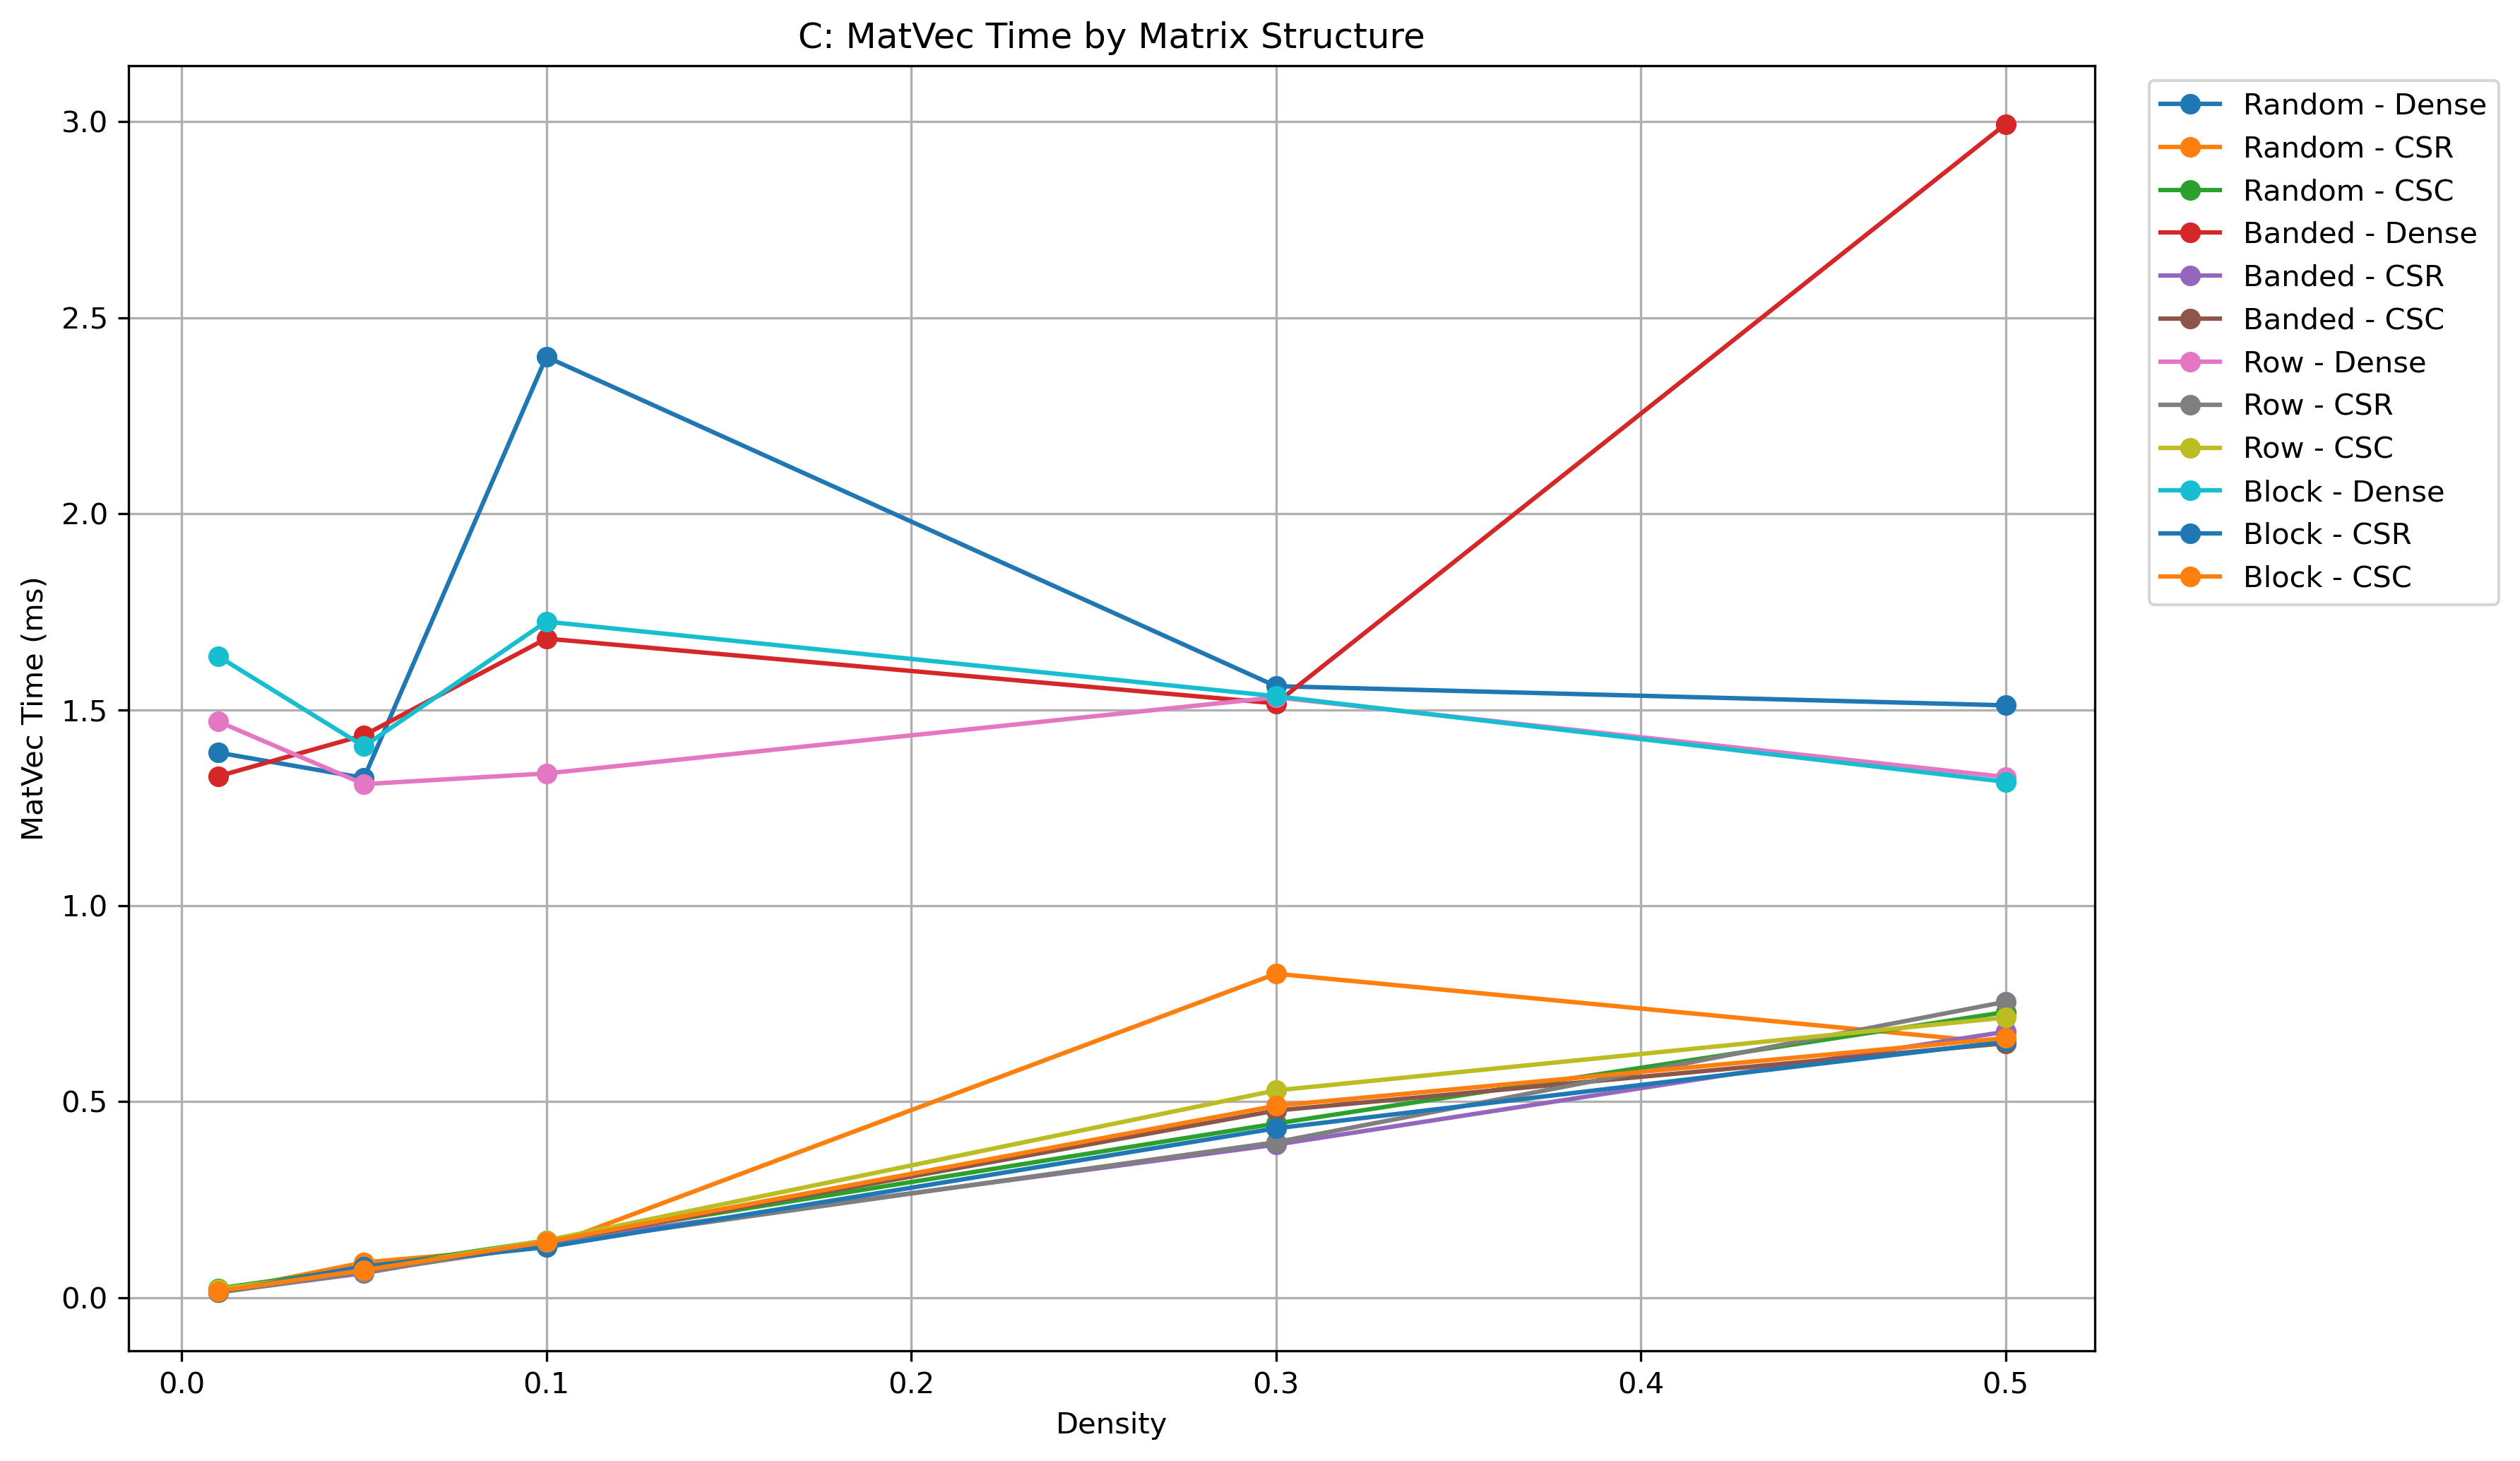 C: MatVec Time by Matrix Structure
MatVec Time (ms)
3.0
2.5
2.0
1.5
1.0
0.5
0.0
0.0 0.1 0.2 0.3 0.4 0.5
Density
Random - Dense
Random - CSR
Random - CSC
Banded - Dense
Banded - CSR
Banded - CSC
Row - Dense
Row - CSR
Row - CSC
Block - Dense
Block - CSR
Block - CSC